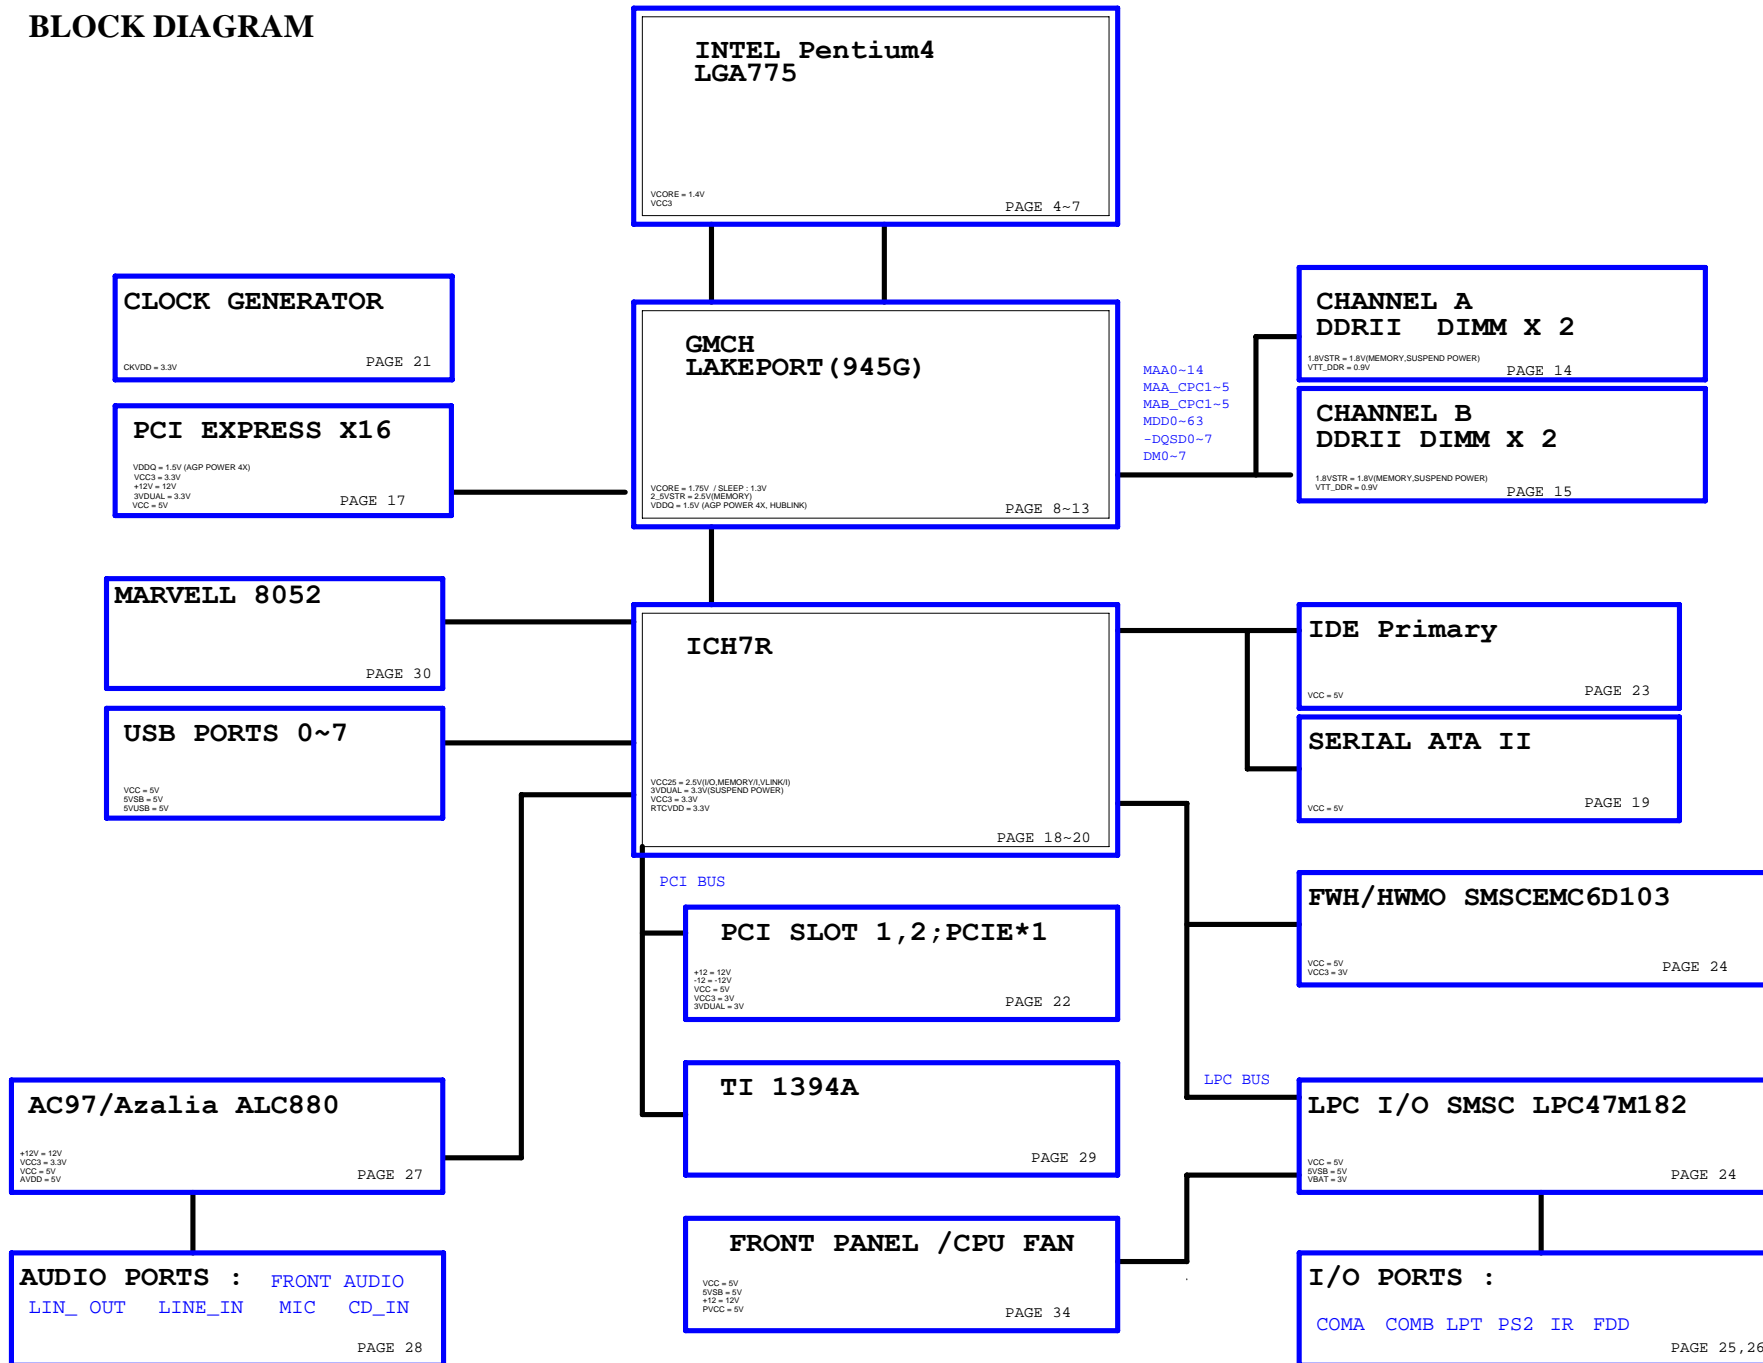 BLOCK DIAGRAM
INTEL Pentium4
LGA775
VCORE = 1.4V
VCC3
PAGE 4~7
CLOCK GENERATOR
CKVDD = 3.3V
PAGE 21
PCI EXPRESS X16
VDDQ = 1.5V (AGP POWER 4X)
VCC3 = 3.3V
+12V = 12V
3VDUAL = 3.3V
VCC = 5V
PAGE 17
GMCH
LAKEPORT(945G)
VCORE = 1.75V / SLEEP : 1.3V
2_5VSTR = 2.5V(MEMORY)
VDDQ = 1.5V (AGP POWER 4X, HUBLINK)
PAGE 8~13
MAA0~14
MAA_CPC1~5
MAB_CPC1~5
MDD0~63
-DQSD0~7
DM0~7
CHANNEL A
DDRII DIMM X 2
1.8VSTR = 1.8V(MEMORY,SUSPEND POWER)
VTT_DDR = 0.9V
PAGE 14
CHANNEL B
DDRII DIMM X 2
1.8VSTR = 1.8V(MEMORY,SUSPEND POWER)
VTT_DDR = 0.9V
PAGE 15
MARVELL 8052
PAGE 30
USB PORTS 0~7
VCC = 5V
5VSB = 5V
5VUSB = 5V
ICH7R
VCC25 = 2.5V(I/O,MEMORY/I,VLINK/I)
3VDUAL = 3.3V(SUSPEND POWER)
VCC3 = 3.3V
RTCVDD = 3.3V
PAGE 18~20
IDE Primary
VCC = 5V
PAGE 23
SERIAL ATA II
VCC = 5V
PAGE 19
PCI BUS
PCI SLOT 1,2;PCIE*1
+12 = 12V
-12 = -12V
VCC = 5V
VCC3 = 3V
3VDUAL = 3V
PAGE 22
FWH/HWMO SMSCEMC6D103
VCC = 5V
VCC3 = 3V
PAGE 24
TI 1394A
PAGE 29
LPC BUS
AC97/Azalia ALC880
+12V = 12V
VCC3 = 3.3V
VCC = 5V
AVDD = 5V
PAGE 27
LPC I/O SMSC LPC47M182
VCC = 5V
5VSB = 5V
VBAT = 3V
PAGE 24
FRONT PANEL /CPU FAN
VCC = 5V
5VSB = 5V
+12 = 12V
PVCC = 5V
PAGE 34
AUDIO PORTS : FRONT AUDIO
LIN_ OUT LINE_IN MIC CD_IN
PAGE 28
I/O PORTS :
COMA COMB LPT PS2 IR FDD
PAGE 25,26